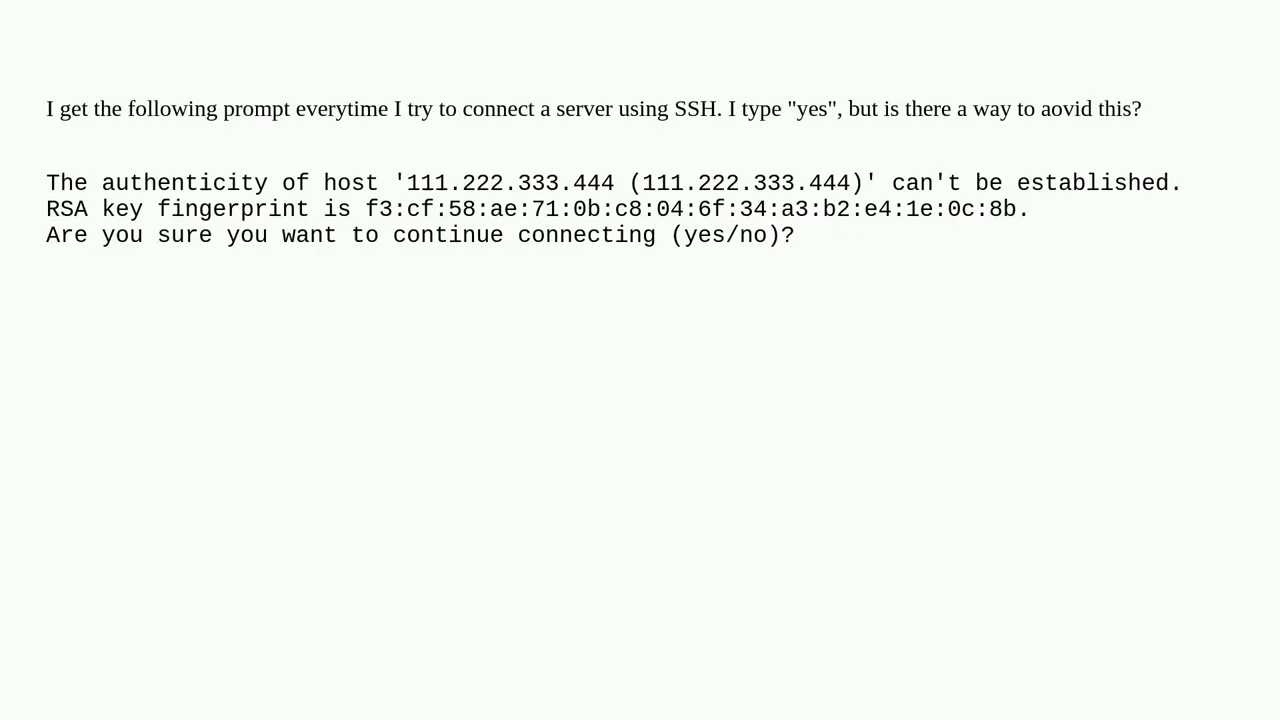 I get the following prompt everytime I try to connect a server using SSH. I type "yes", but is there a way to aovid this?
The authenticity of host '111.222.333.444 (111.222.333.444)' can't be established.
RSA key fingerprint is f3:cf:58:ae:71:0b:c8:04:6f:34:a3:b2:e4:1e:0c:8b.
Are you sure you want to continue connecting (yes/no)?